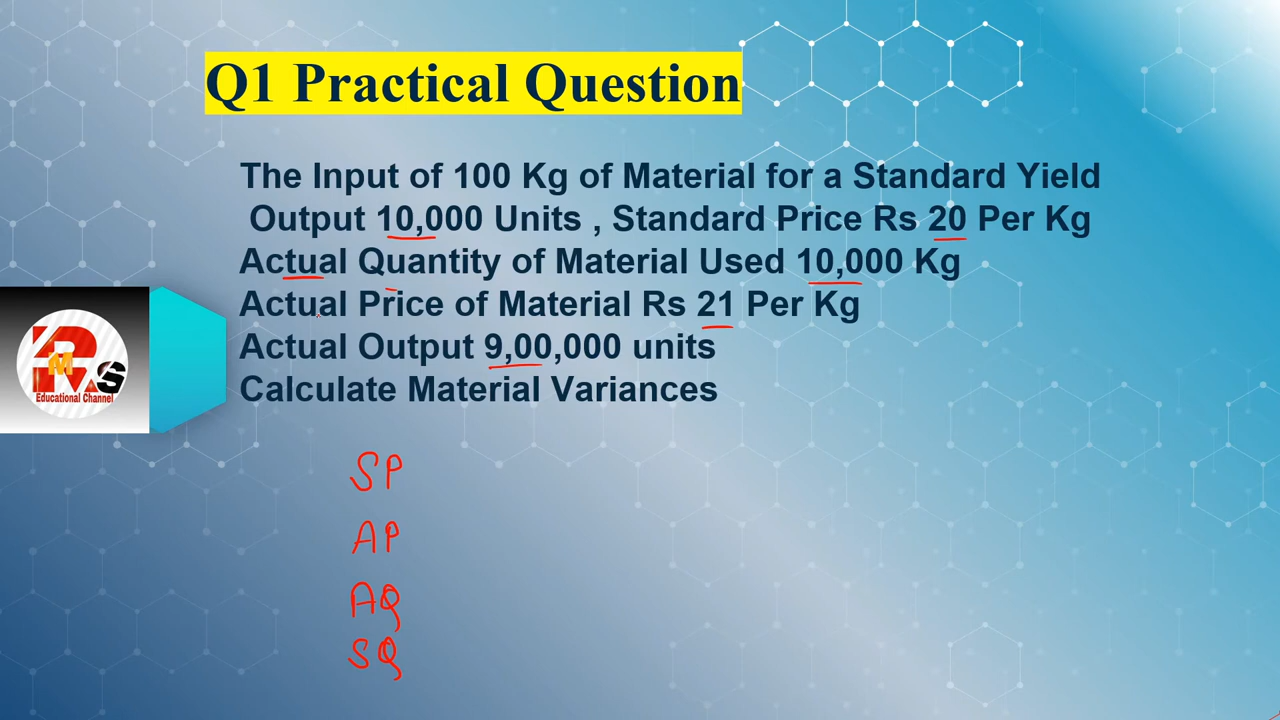 Q1 Practical Question
The Input of 100 Kg of Material for a Standard Yield
Output 10,000 Units , Standard Price Rs 20 Per Kg
Actual Quantity of Material Used 10,000 Kg
Actual Price of Material Rs 21 Per Kg
Actual Output 9,00,000 units
Calculate Material Variances
M
S
Educational Channel
SP
AP
AQ
SQ